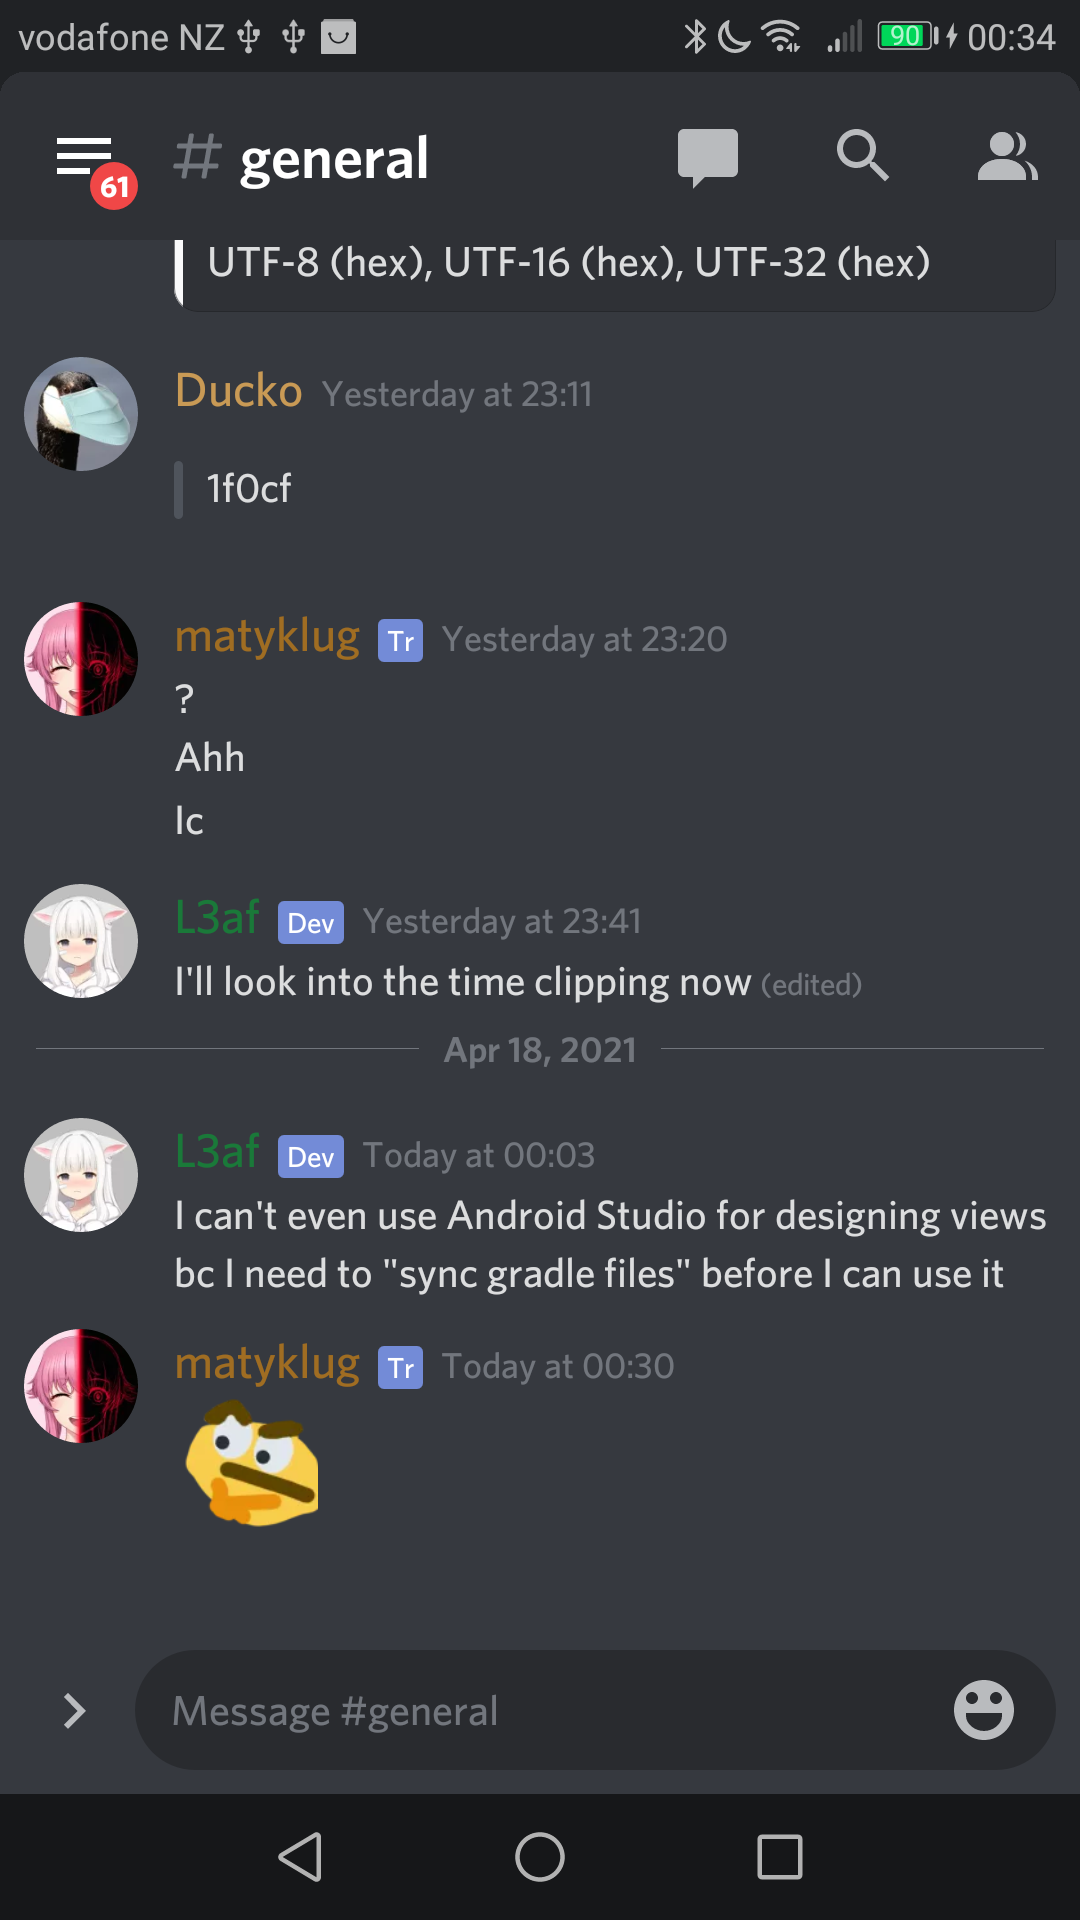 vodafone NZ 90 00:34
61
# general
UTF-8 (hex), UTF-16 (hex), UTF-32 (hex)
Ducko Yesterday at 23:11
1f0cf
matyklug Tr Yesterday at 23:20
?
Ahh
Ic
L3af Dev Yesterday at 23:41
I'll look into the time clipping now (edited)
Apr 18, 2021
L3af Dev Today at 00:03
I can't even use Android Studio for designing views
bc I need to "sync gradle files" before I can use it
matyklug Tr Today at 00:30
Message #general